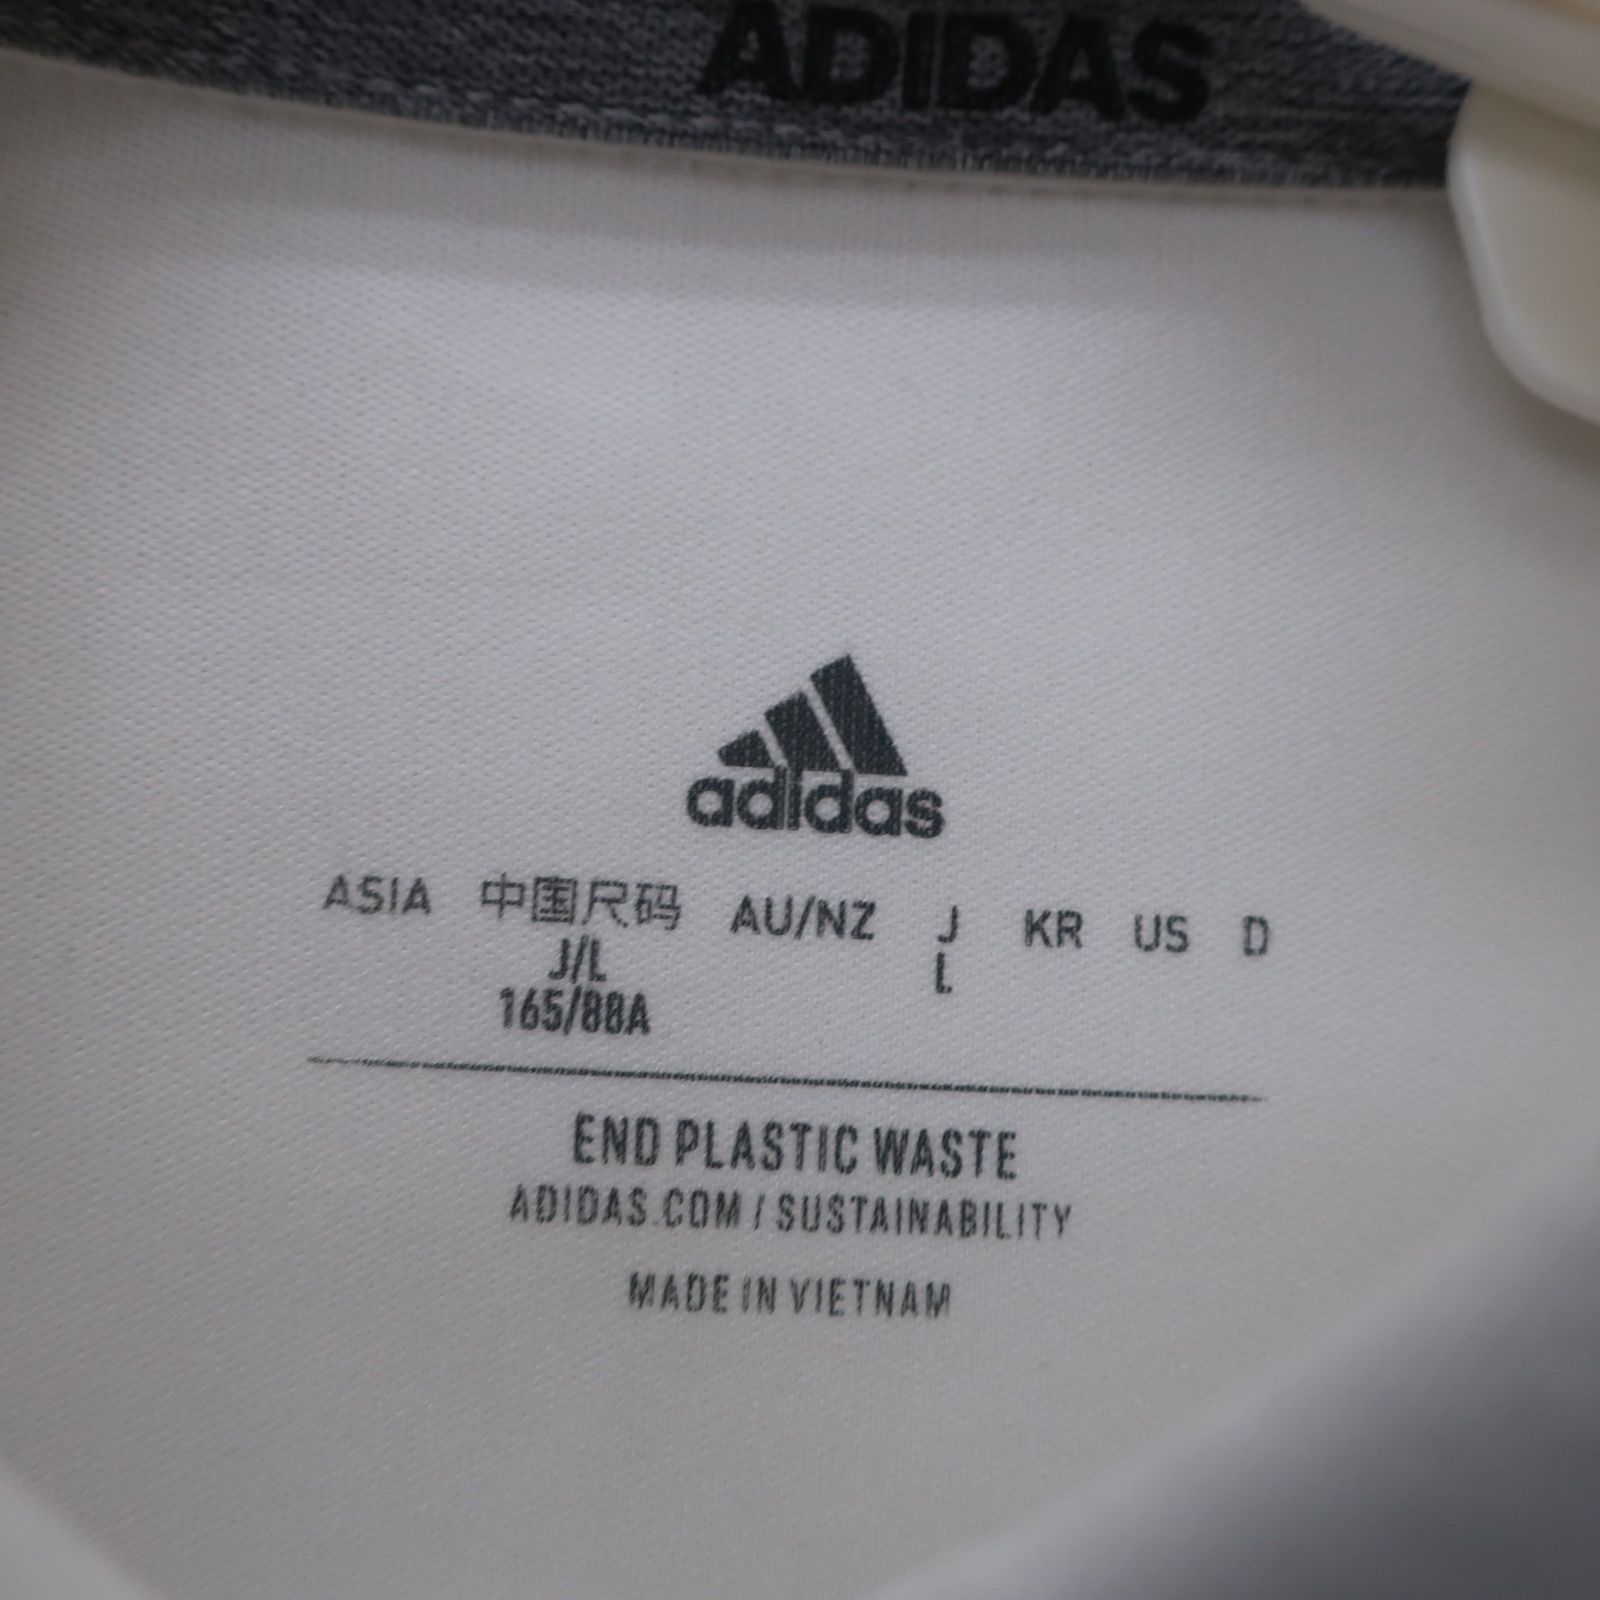 ADIDAS
adidas
ASIA 中国尺码 AU/NZ J KR US D
J/L L
165/88A
END PLASTIC WASTE
ADIDAS.COM / SUSTAINABILITY
MADE IN VIETNAM